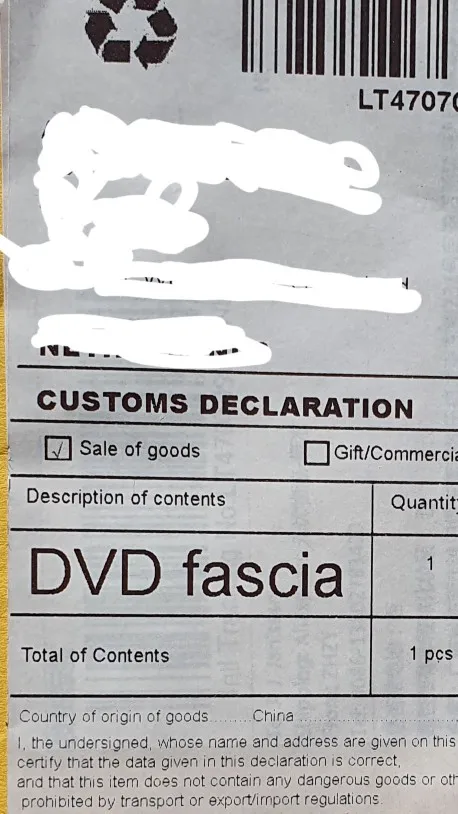 LT4707
CUSTOMS DECLARATION
Sale of goods
Gift/Commercia
Description of contents
Quantit
DVD fascia
1
Total of Contents
1 pcs
Country of origin of goods.........China
I, the undersigned, whose name and address are given on this
certify that the data given in this declaration is correct,
and that this item does not contain any dangerous goods or oth
prohibited by transport or export/import regulations.